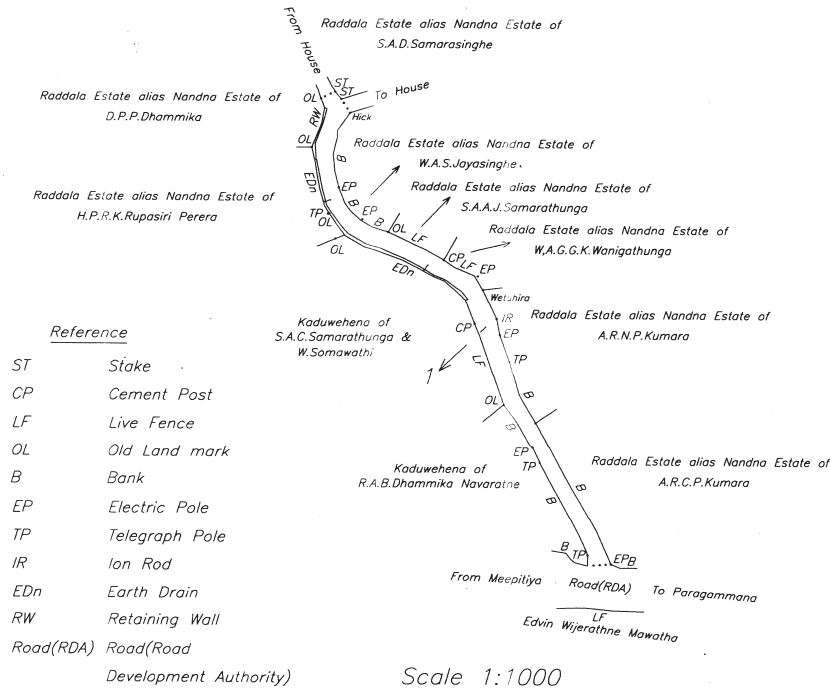 From House
Raddala Estate alias Nandna Estate of
S.A.D.Samarasinghe
ST
ST
To House
OL
Raddala Estate alias Nandna Estate of
D.P.P.Dhammika
RW
Hick
OL
Raddala Estate alias Nandna Estate of
W.A.S.Jayasinghe.
B
EDn
EP
Raddala Estate alias Nandna Estate of
S.A.A.J.Samarathunga
Raddala Estate alias Nandna Estate of
H.P.R.K.Rupasiri Perera
B
TP
EP
OL
B
OL
LF
Raddala Estate alias Nandna Estate of
W,A.G.G.K.Wanigathunga
OL
CP
LF
EP
EDn
Wetahira
IR
Raddala Estate alias Nandna Estate of
A.R.N.P.Kumara
Kaduwehena of
S.A.C.Samarathunga &
W.Somawathi
CP
EP
LF
TP
1
OL
B
B
EP
TP
Kaduwehena of
R.A.B.Dhammika Navaratne
Raddala Estate alias Nandna Estate of
A.R.C.P.Kumara
B
B
B
TP
EP
B
From Meepitiya Road(RDA) To Paragammana
LF
Edvin Wijerathne Mawatha
Reference
ST Stake
CP Cement Post
LF Live Fence
OL Old Land mark
B Bank
EP Electric Pole
TP Telegraph Pole
IR Ion Rod
EDn Earth Drain
RW Retaining Wall
Road(RDA) Road(Road
Development Authority)
Scale 1:1000